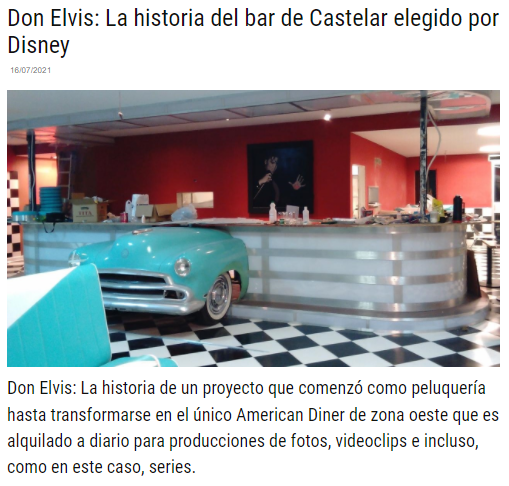 Don Elvis: La historia del bar de Castelar elegido por
Disney
16/07/2021
Don Elvis: La historia de un proyecto que comenzó como peluquería
hasta transformarse en el único American Diner de zona oeste que es
alquilado a diario para producciones de fotos, videoclips e incluso,
como en este caso, series.